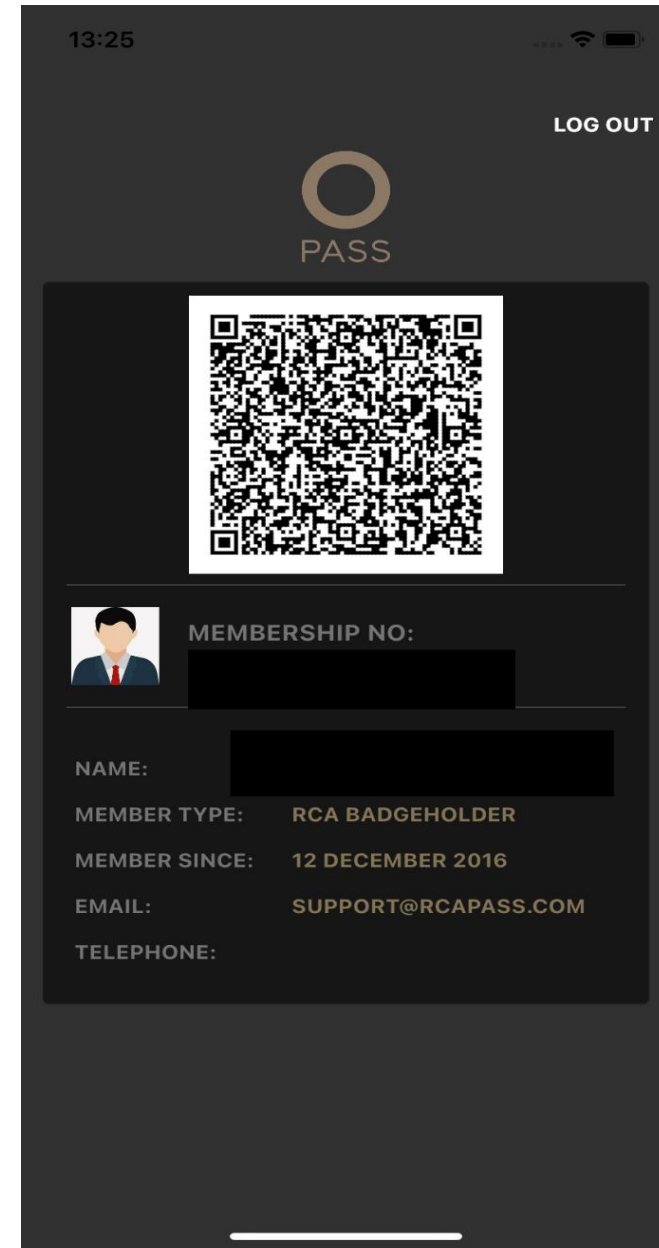 13:25
LOG OUT
PASS
MEMBERSHIP NO:
NAME:
MEMBER TYPE: RCA BADGEHOLDER
MEMBER SINCE: 12 DECEMBER 2016
EMAIL: SUPPORT@RCAPASS.COM
TELEPHONE: